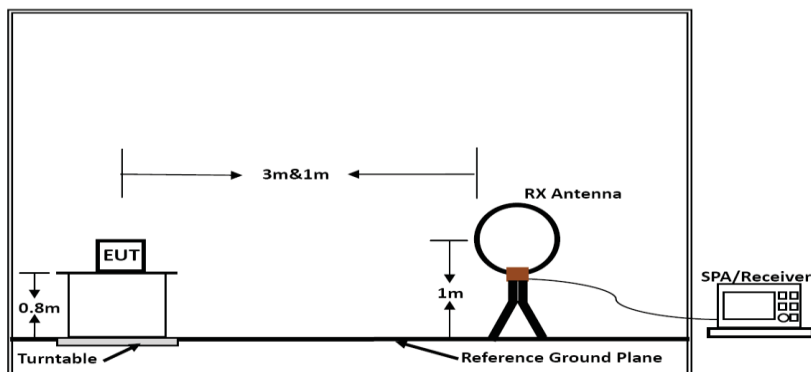 3m&1m
RX Antenna
EUT
SPA/Receiver
1m
0.8m
Turntable
Reference Ground Plane